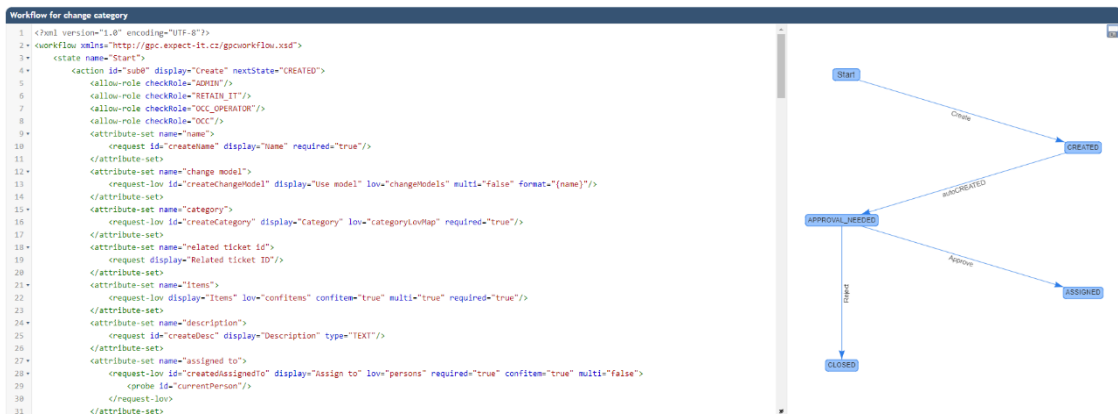 Workflow for change category
1 <?xml version="1.0" encoding="UTF-8"?>
2 <workflow xmlns="http://gpc.expect-it.cz/gpcworkflow.xsd">
3 <state name="Start">
4 <action id="sub0" display="Create" nextState="CREATED">
5 <allow-role checkRole="ADMIN"/>
6 <allow-role checkRole="RETAIN_IT"/>
7 <allow-role checkRole="OCC_OPERATOR"/>
8 <allow-role checkRole="OCC"/>
9 <attribute-set name="name">
10 <request id="createName" display="Name" required="true"/>
11 </attribute-set>
12 <attribute-set name="change model">
13 <request-lov id="createChangeModel" display="Use model" lov="changeModels" multi="false" format="{name}"/>
14 </attribute-set>
15 <attribute-set name="category">
16 <request-lov id="createCategory" display="Category" lov="categoryLovMap" required="true"/>
17 </attribute-set>
18 <attribute-set name="related ticket id">
19 <request display="Related ticket ID"/>
20 </attribute-set>
21 <attribute-set name="items">
22 <request-lov display="Items" lov="confitems" confitem="true" multi="true" required="true"/>
23 </attribute-set>
24 <attribute-set name="description">
25 <request id="createDesc" display="Description" type="TEXT"/>
26 </attribute-set>
27 <attribute-set name="assigned to">
28 <request-lov id="createdAssignedTo" display="Assign to" lov="persons" required="true" confitem="true" multi="false">
29 <probe id="currentPerson"/>
30 </request-lov>
31 </attribute-set>
Start
Create
CREATED
autoCREATED
APPROVAL_NEEDED
Approve
ASSIGNED
Reject
CLOSED